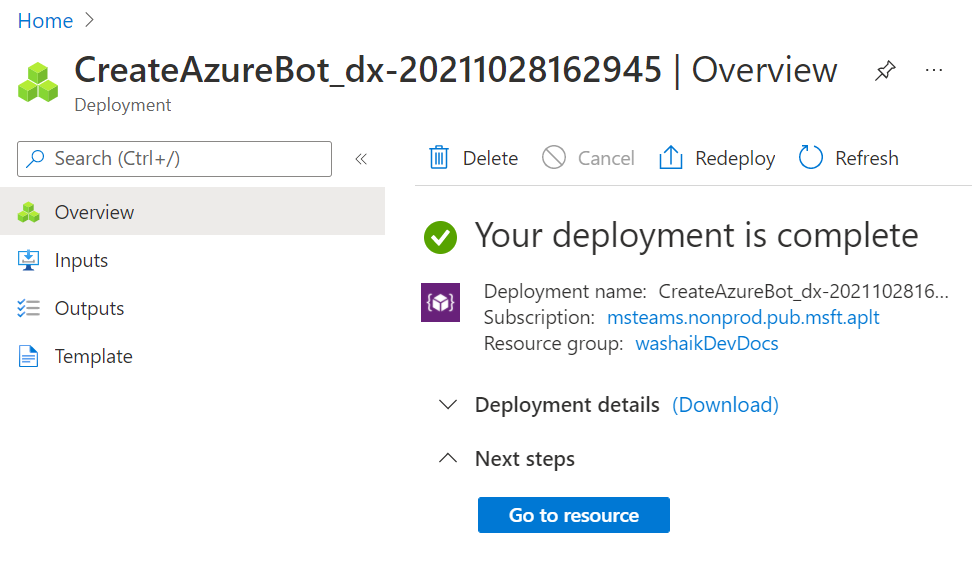 Home
CreateAzureBot_dx-20211028162945 | Overview
Deployment
Search (Ctrl+/)
Delete
Cancel
Redeploy
Refresh
Overview
Inputs
Outputs
Template
Your deployment is complete
Deployment name: CreateAzureBot_dx-2021102816...
Subscription: msteams.nonprod.pub.msft.aplt
Resource group: washaikDevDocs
Deployment details (Download)
Next steps
Go to resource